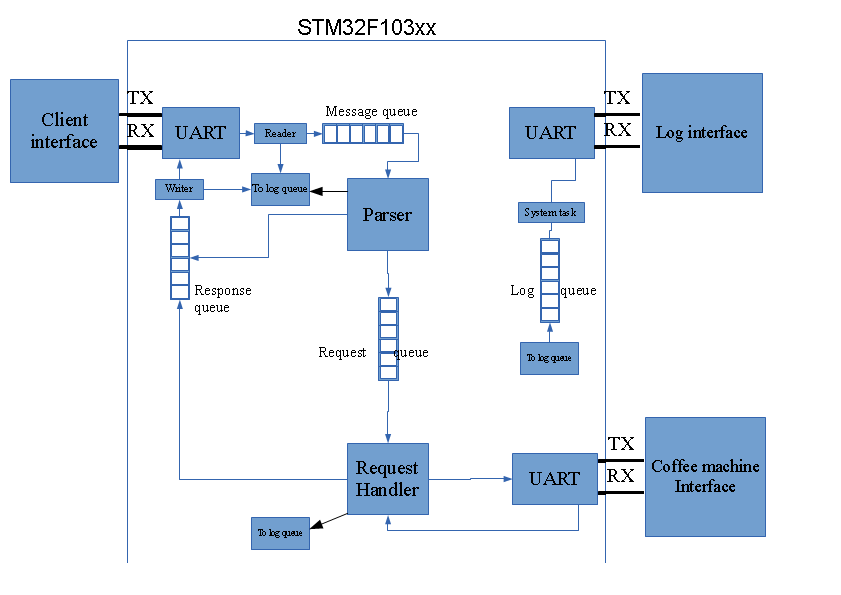 STM32F103xx
Client
interface
TX
RX
UART
Reader
Message queue
Writer
To log queue
Parser
Response
queue
Request queue
Request
Handler
To log queue
UART
TX
RX
Log interface
System task
Log queue
To log queue
UART
TX
RX
Coffee machine
Interface